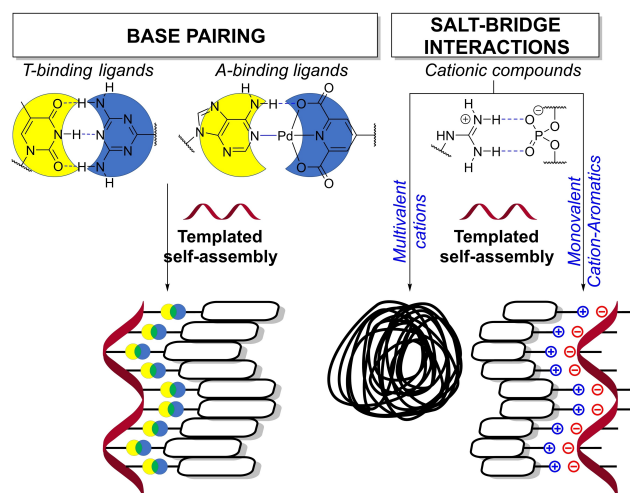 BASE PAIRING
SALT-BRIDGE
INTERACTIONS
T-binding ligands
A-binding ligands
Cationic compounds
H
O H N
N H N
N N
O H N
H
H
N H O
N N Pd N
N N
O
O
O
O
H
N H O
⊕ ⊖ O
N P O
N H O O
H H
Templated
self-assembly
Multivalent
cations
Templated
self-assembly
Monovalent
Cation-Aromatics
+ −
+ −
+ −
+ −
+ −
+ −
+ −
+ −
+ −